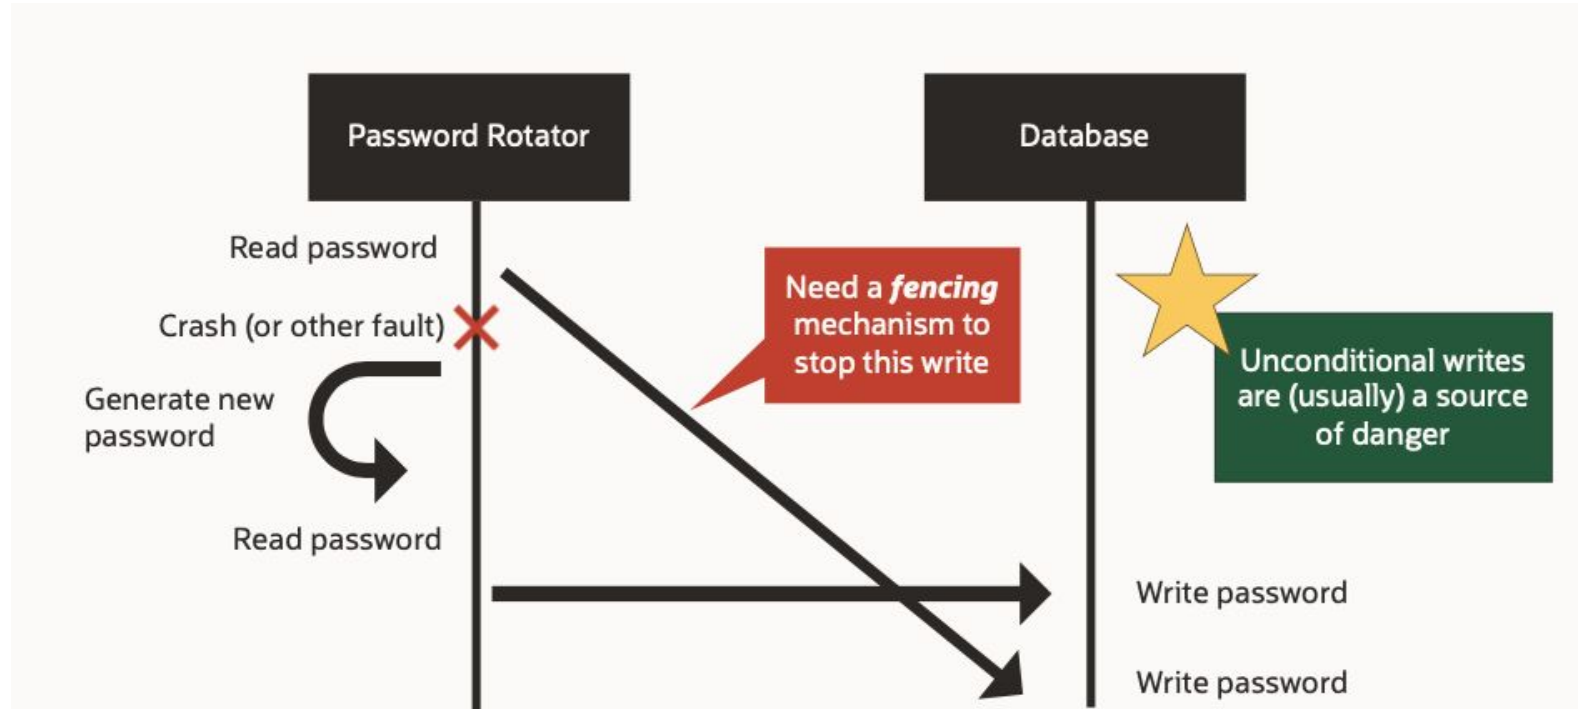 Password Rotator
Database
Read password
Crash (or other fault)
Generate new
password
Read password
Need a fencing
mechanism to
stop this write
Unconditional writes
are (usually) a source
of danger
Write password
Write password